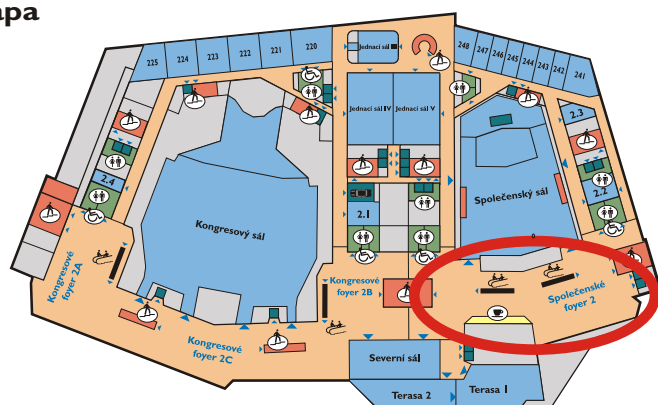 apa
225
224
223
222
221
220
Jednací sál III
248
247
246
245
244
243
242
241
Jednací sál IV
Jednací sál V
2.3
2.4
2.2
2.1
Společenský sál
Kongresový sál
Kongresové
foyer 2A
Kongresové
foyer 2B
Společenské
foyer 2
Kongresové
foyer 2C
Severní sál
Terasa 2
Terasa 1